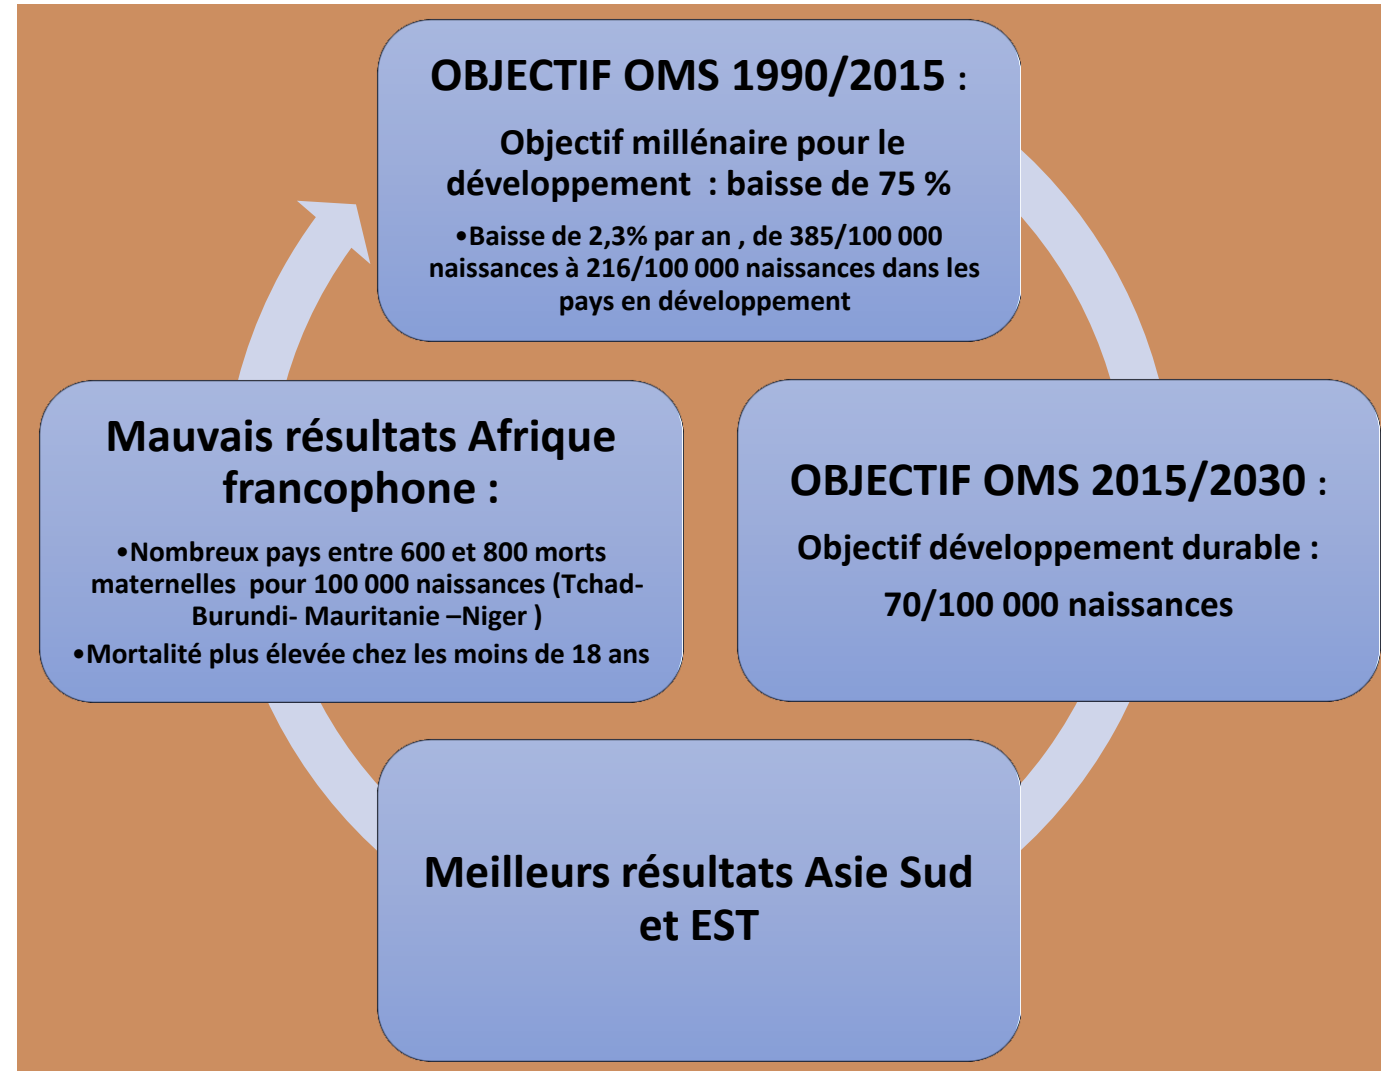 OBJECTIF OMS 1990/2015 :
Objectif millénaire pour le
développement  : baisse de 75 %
•Baisse de 2,3% par an , de 385/100 000
naissances à 216/100 000 naissances dans les
pays en développement
OBJECTIF OMS 2015/2030 :
Objectif développement durable :
70/100 000 naissances
Meilleurs résultats Asie Sud
et EST
Mauvais résultats Afrique
francophone :
•Nombreux pays entre 600 et 800 morts
maternelles  pour 100 000 naissances (Tchad-
Burundi- Mauritanie –Niger )
•Mortalité plus élevée chez les moins de 18 ans